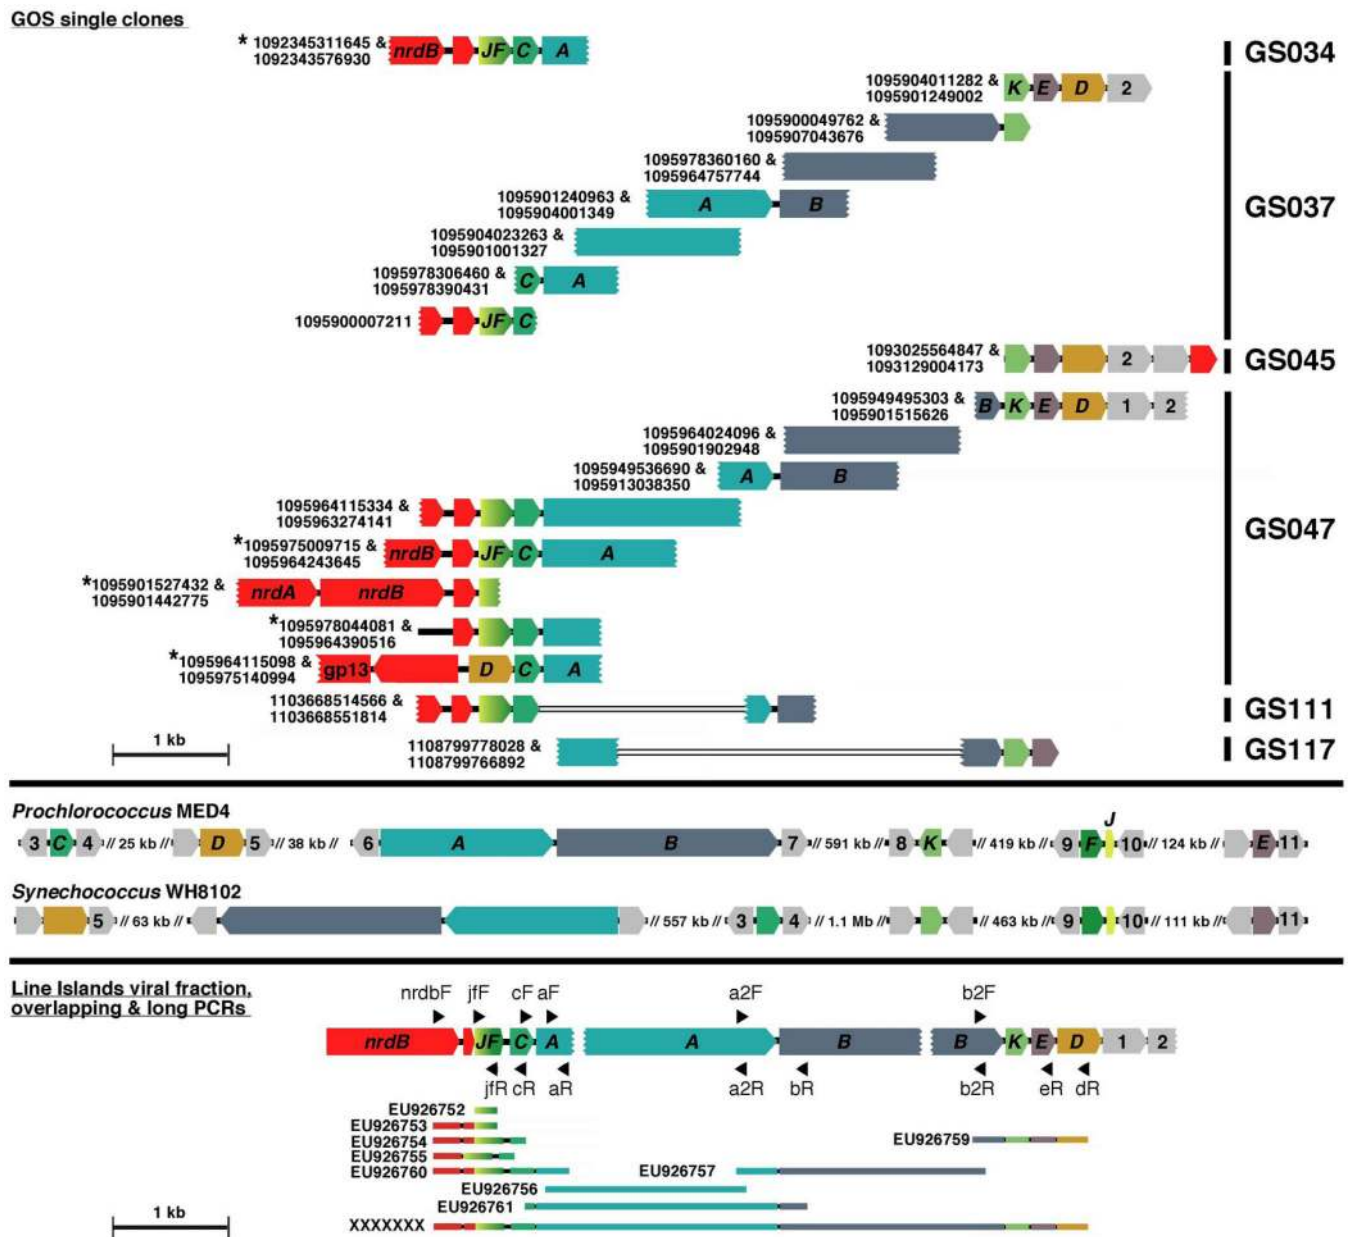 GOS single clones
* 1092345311645 &
1092343576930
nrdB JF C A
GS034
1095904011282 &
1095901249002
K E D 2
1095900049762 &
1095907043676
1095978360160 &
1095964757744
1095901240963 &
1095904001349
A B
GS037
1095904023263 &
1095901001327
1095978306460 &
1095978390431
C A
1095900007211
JF C
1093025564847 &
1093129004173
2
GS045
1095949495303 &
1095901515626
B K E D 1 2
1095964024096 &
1095901902948
1095949536690 &
1095913038350
A B
1095964115334 &
1095963274141
GS047
*1095975009715 &
1095964243645
nrdB JF C A
*1095901527432 &
1095901442775
nrdA nrdB
*1095978044081 &
1095964390516
*1095964115098 &
1095975140994
gp13 D C A
1103668514566 &
1103668551814
GS111
1 kb
1108799778028 &
1108799766892
GS117
Prochlorococcus MED4
J
3 C 4 // 25 kb // D 5 // 38 kb // 6 A B 7 // 591 kb // 8 K // 419 kb // 9 F 10 // 124 kb // E 11
Synechococcus WH8102
5 // 63 kb // // 557 kb // 3 4 // 1.1 Mb // // 463 kb // 9 10 // 111 kb // 11
Line Islands viral fraction,
overlapping & long PCRs
nrdbF jfF cF aF a2F b2F
nrdB JF C A A B B K E D 1 2
jfR cR aR a2R bR b2R eR dR
EU926752
EU926753
EU926754
EU926759
EU926755
EU926760
EU926757
EU926756
EU926761
1 kb
XXXXXXX